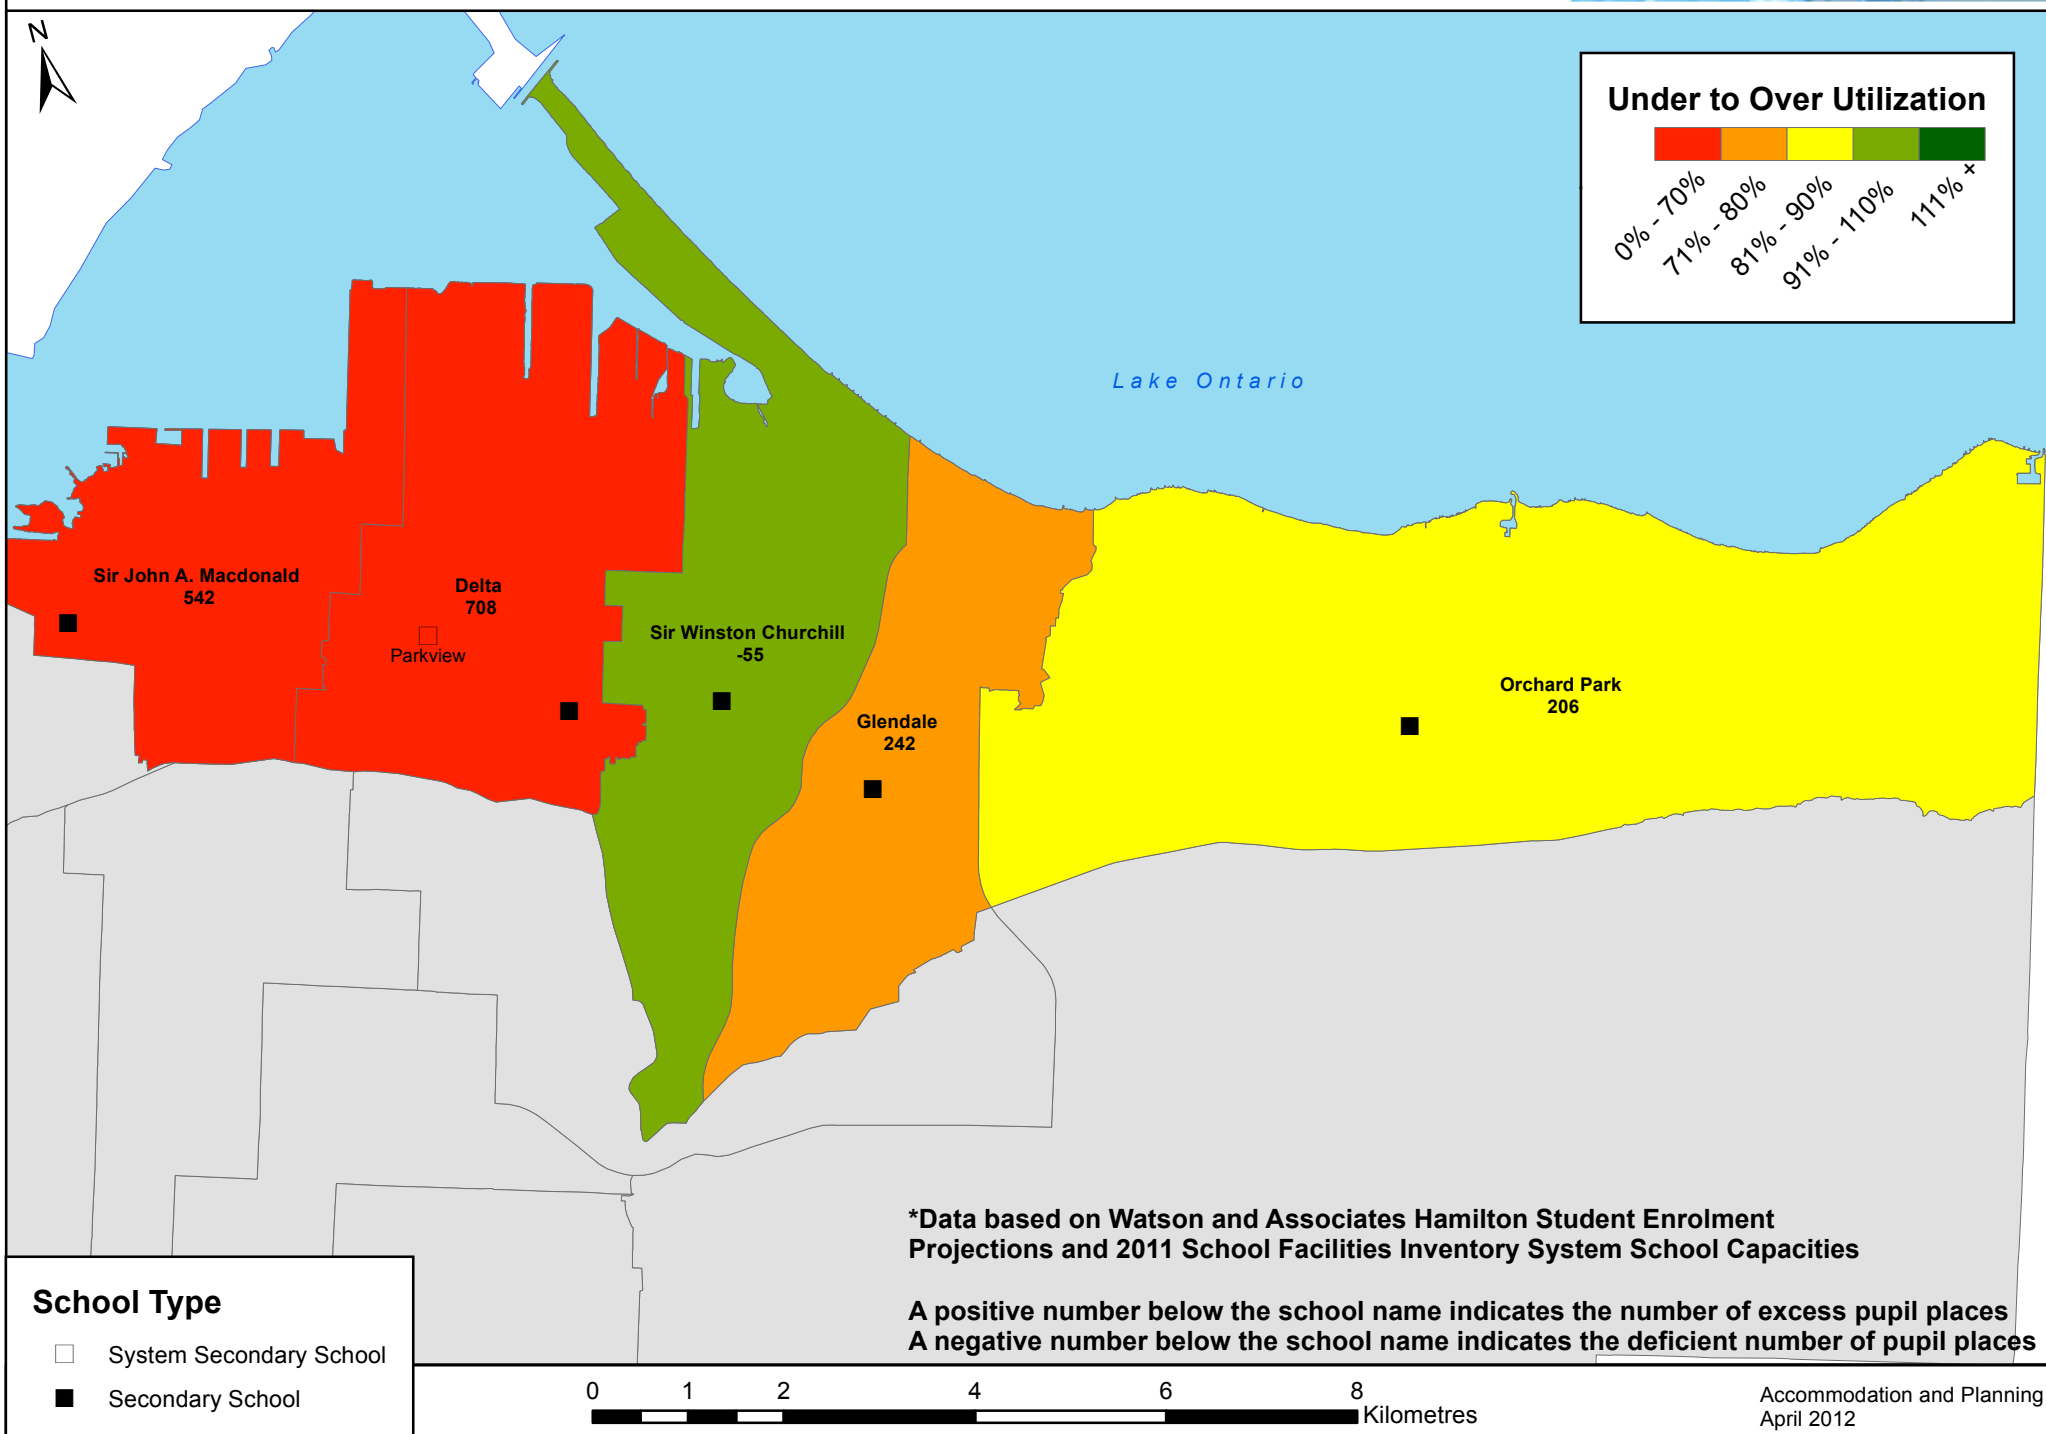 N
Under to Over Utilization
0% - 70%
71% - 80%
81% - 90%
91% - 110%
111% +
Lake Ontario
Sir John A. Macdonald
542
Delta
708
Parkview
Sir Winston Churchill
-55
Glendale
242
Orchard Park
206
*Data based on Watson and Associates Hamilton Student Enrolment
Projections and 2011 School Facilities Inventory System School Capacities
A positive number below the school name indicates the number of excess pupil places
A negative number below the school name indicates the deficient number of pupil places
School Type
System Secondary School
Secondary School
0 1 2 4 6 8
Kilometres
Accommodation and Planning
April 2012